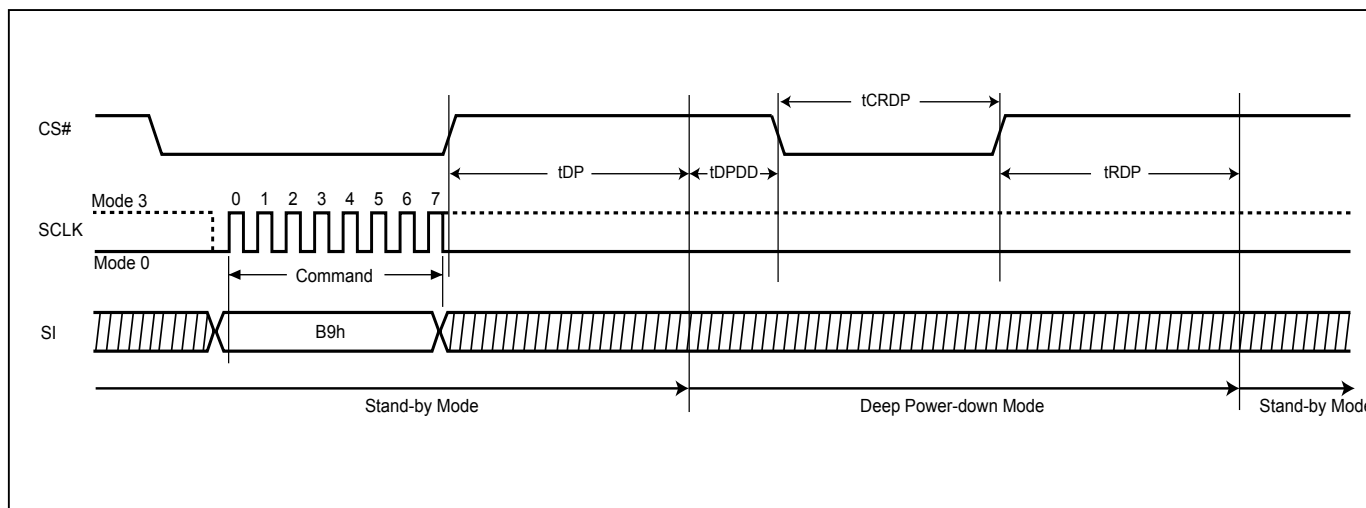 tCRDP
CS#
tDP
tDPDD
tRDP
Mode 3
0 1 2 3 4 5 6 7
SCLK
Mode 0
Command
SI
B9h
Stand-by Mode
Deep Power-down Mode
Stand-by Mode